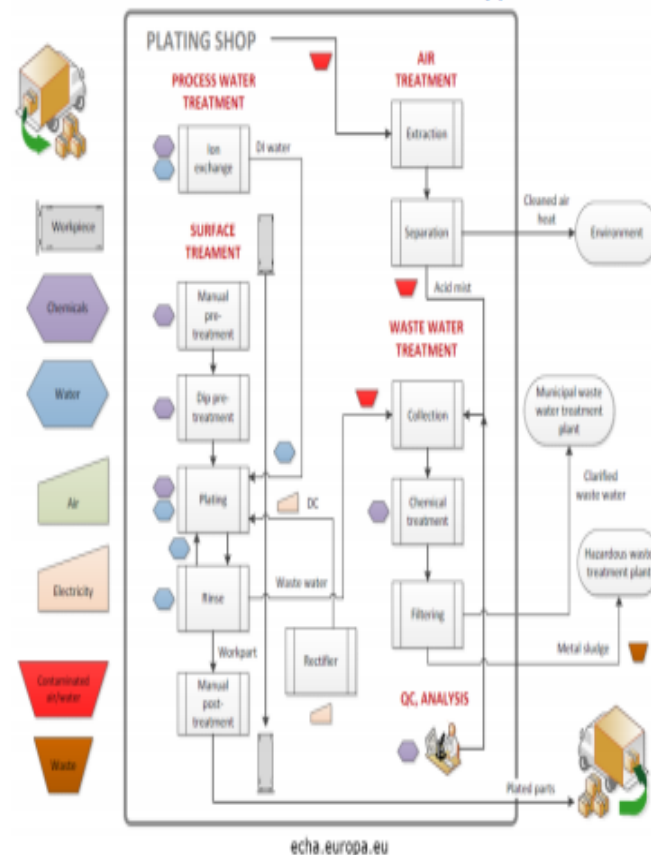 PLATING SHOP
PROCESS WATER
TREATMENT
Ion
exchange
DI water
SURFACE
TREAMENT
Manual
pre-
treatment
Dip pre-
treatment
Plating
Rinse
Workpart
Manual
post-
treatment
DC
Waste water
Rectifier
AIR
TREATMENT
Extraction
Separation
Acid mist
WASTE WATER
TREATMENT
Collection
Chemical
treatment
Filtering
QC, ANALYSIS
Cleaned air
heat
Environment
Municipal waste
water treatment
plant
Clarified
waste water
Hazardous waste
treatment plant
Metal sludge
Plated parts
Workpiece
Chemicals
Water
Air
Electricity
Contaminated
air/water
Waste
echa.europa.eu